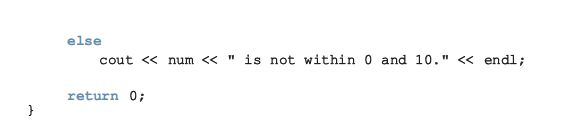 else
cout << num << " is not within 0 and 10." << endl;
return 0;
}